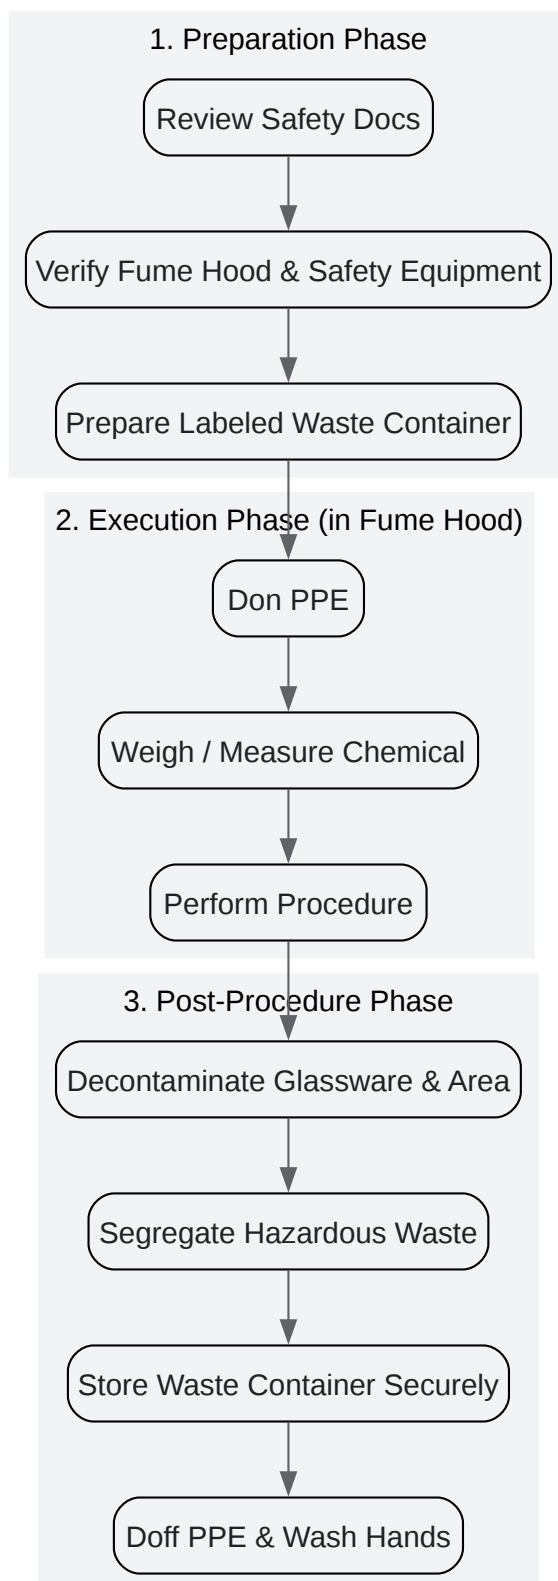 1. Preparation Phase
Review Safety Docs
Verify Fume Hood & Safety Equipment
Prepare Labeled Waste Container
2. Execution Phase (in Fume Hood)
Don PPE
Weigh / Measure Chemical
Perform Procedure
3. Post-Procedure Phase
Decontaminate Glassware & Area
Segregate Hazardous Waste
Store Waste Container Securely
Doff PPE & Wash Hands